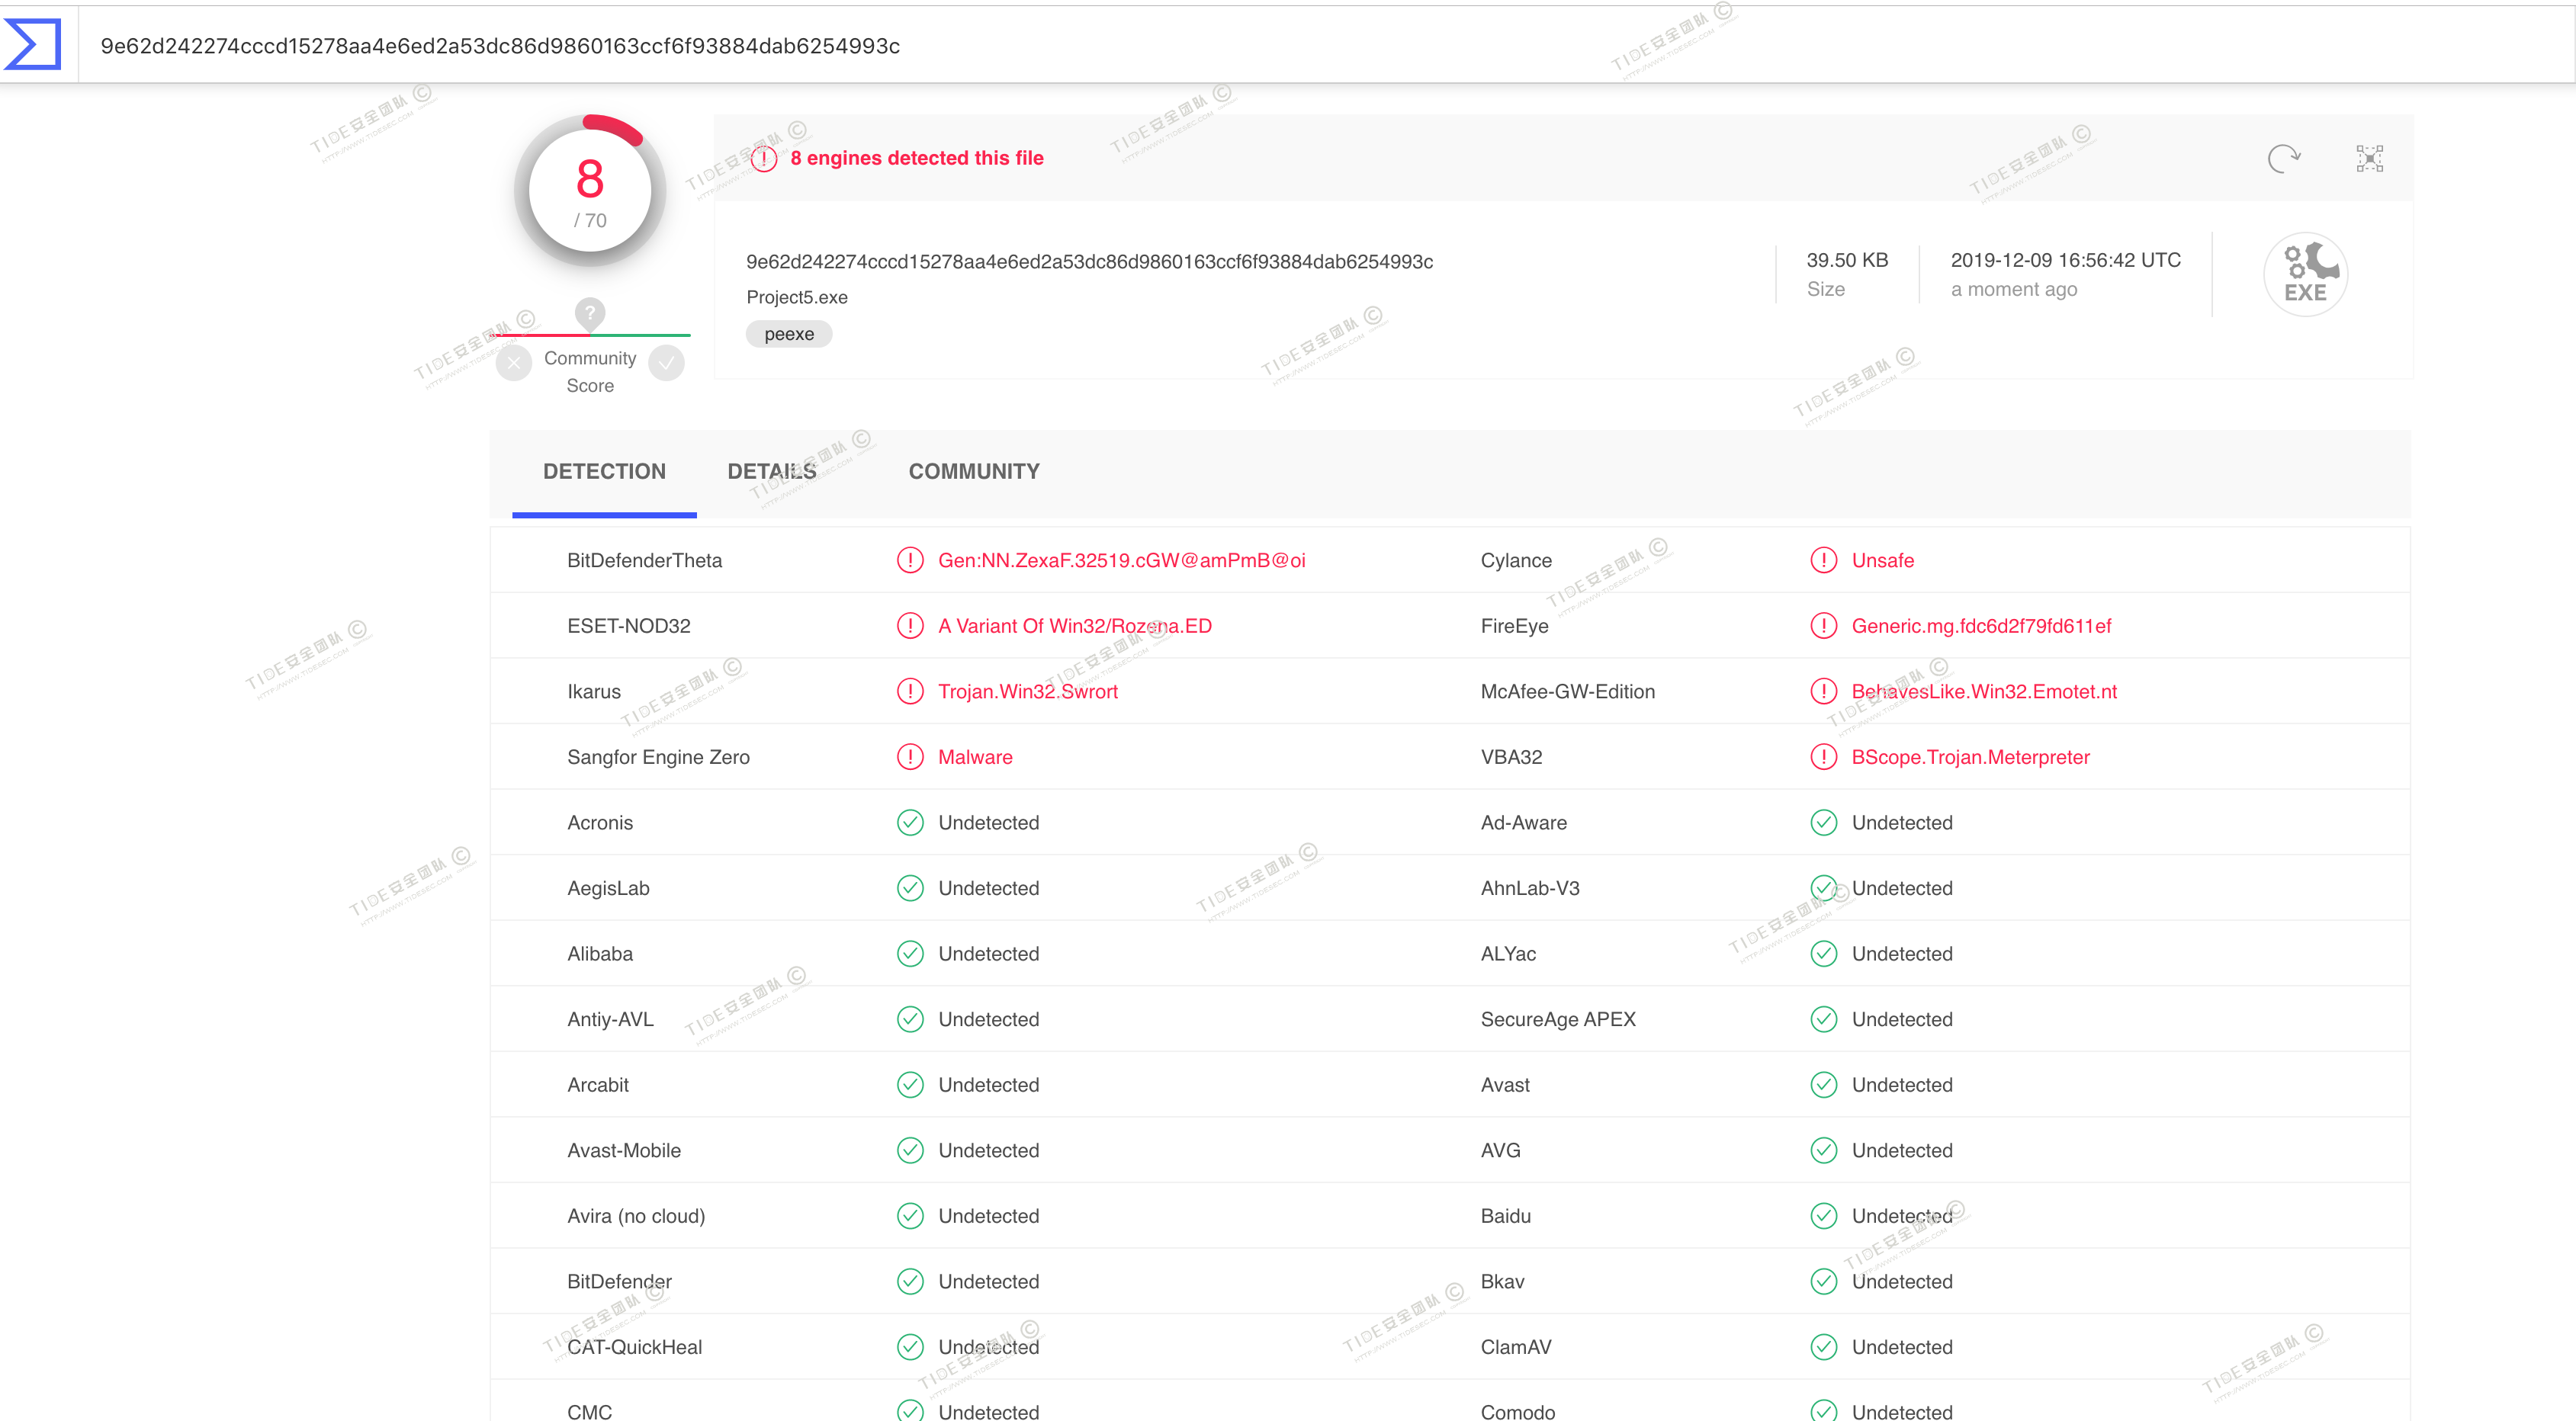 9e62d242274cccd15278aa4e6ed2a53dc86d9860163ccf6f93884dab6254993c
8
/ 70
?
Community
Score
8 engines detected this file
9e62d242274cccd15278aa4e6ed2a53dc86d9860163ccf6f93884dab6254993c
Project5.exe
peexe
39.50 KB
Size
2019-12-09 16:56:42 UTC
a moment ago
EXE
DETECTION DETAILS COMMUNITY
BitDefenderTheta Gen:NN.ZexaF.32519.cGW@amPmB@oi Cylance Unsafe
ESET-NOD32 A Variant Of Win32/Rozena.ED FireEye Generic.mg.fdc6d2f79fd611ef
Ikarus Trojan.Win32.Swrort McAfee-GW-Edition BehavesLike.Win32.Emotet.nt
Sangfor Engine Zero Malware VBA32 BScope.Trojan.Meterpreter
Acronis Undetected Ad-Aware Undetected
AegisLab Undetected AhnLab-V3 Undetected
Alibaba Undetected ALYac Undetected
Antiy-AVL Undetected SecureAge APEX Undetected
Arcabit Undetected Avast Undetected
Avast-Mobile Undetected AVG Undetected
Avira (no cloud) Undetected Baidu Undetected
BitDefender Undetected Bkav Undetected
CAT-QuickHeal Undetected ClamAV Undetected
CMC Undetected Comodo Undetected
TIDE安全团队 ©
HTTP://WWW.TIDESEC.COM